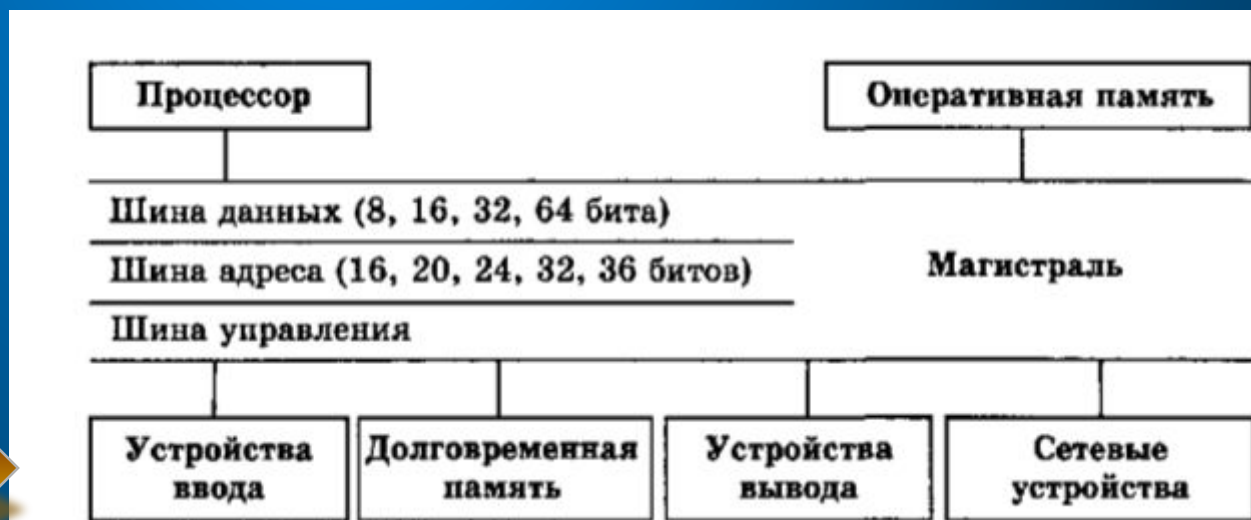 Процессор
Оперативная память
Шина данных (8, 16, 32, 64 бита)
Шина адреса (16, 20, 24, 32, 36 битов)
Магистраль
Шина управления
Устройства
ввода
Долговременная
память
Устройства
вывода
Сетевые
устройства